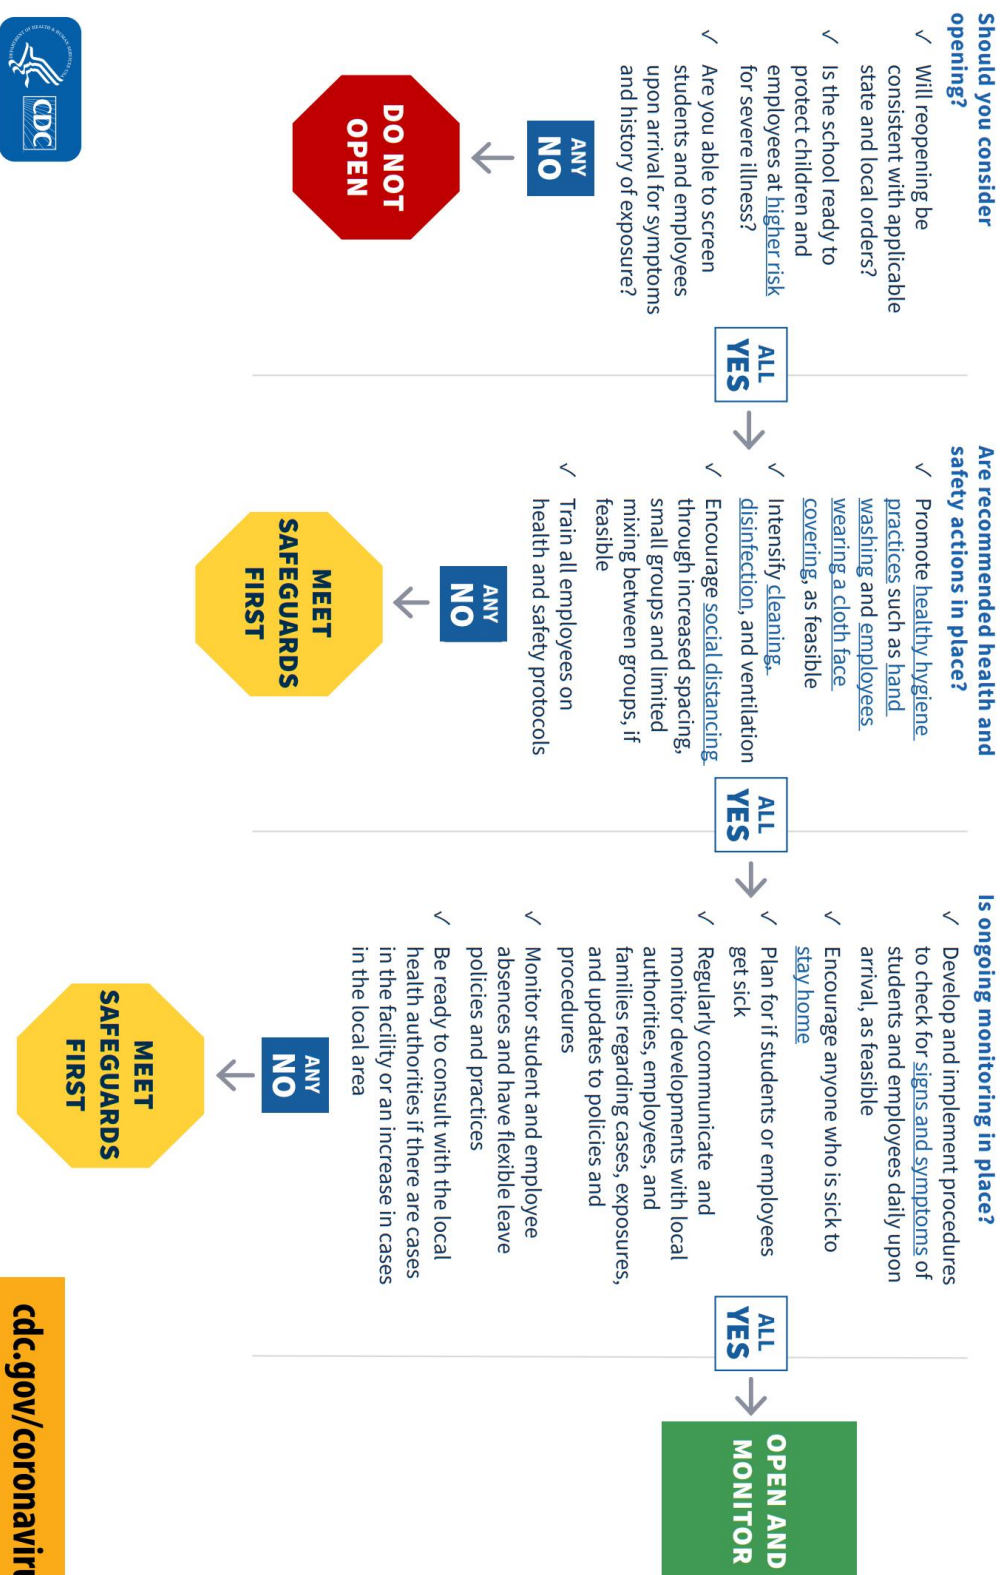 Should you consider
opening?
✓ Will reopening be
consistent with applicable
state and local orders?
✓ Is the school ready to
protect children and
employees at higher risk
for severe illness?
✓ Are you able to screen
students and employees
upon arrival for symptoms
and history of exposure?
ANY
NO
DO NOT
OPEN
ALL
YES
Are recommended health and
safety actions in place?
✓ Promote healthy hygiene
practices such as hand
washing and employees
wearing a cloth face
covering, as feasible
✓ Intensify cleaning,
disinfection, and ventilation
✓ Encourage social distancing
through increased spacing,
small groups and limited
mixing between groups, if
feasible
✓ Train all employees on
health and safety protocols
ANY
NO
MEET
SAFEGUARDS
FIRST
ALL
YES
Is ongoing monitoring in place?
✓ Develop and implement procedures
to check for signs and symptoms of
students and employees daily upon
arrival, as feasible
✓ Encourage anyone who is sick to
stay home
✓ Plan for if students or employees
get sick
✓ Regularly communicate and
monitor developments with local
authorities, employees, and
families regarding cases, exposures,
and updates to policies and
procedures
✓ Monitor student and employee
absences and have flexible leave
policies and practices
✓ Be ready to consult with the local
health authorities if there are cases
in the facility or an increase in cases
in the local area
ANY
NO
MEET
SAFEGUARDS
FIRST
ALL
YES
OPEN AND
MONITOR
DEPARTMENT OF HEALTH & HUMAN SERVICES USA
CDC
cdc.gov/coronaviru